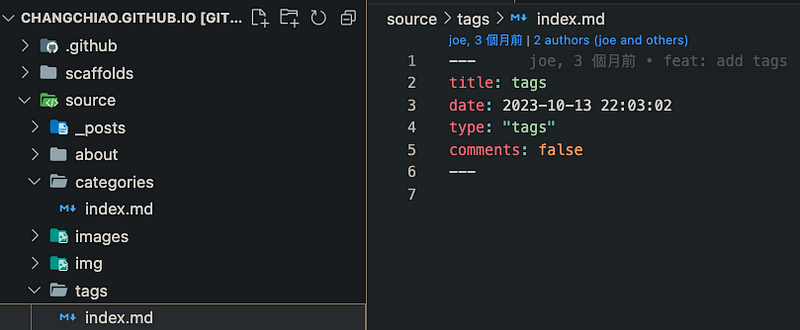 CHANGCHIAO.GITHUB.IO [GIT...
.github
scaffolds
source
_posts
about
categories
index.md
images
img
tags
index.md
source > tags > index.md
joe, 3 個月前 | 2 authors (joe and others)
1 --- joe, 3 個月前 • feat: add tags
2 title: tags
3 date: 2023-10-13 22:03:02
4 type: "tags"
5 comments: false
6 ---
7